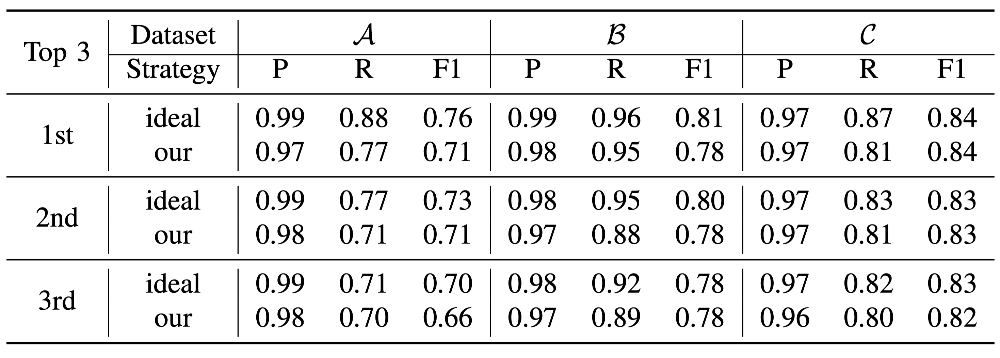 Top 3 Dataset 𝒜 ℬ 𝒞
Strategy P R F1 P R F1 P R F1
1st ideal 0.99 0.88 0.76 0.99 0.96 0.81 0.97 0.87 0.84
our 0.97 0.77 0.71 0.98 0.95 0.78 0.97 0.81 0.84
2nd ideal 0.99 0.77 0.73 0.98 0.95 0.80 0.97 0.83 0.83
our 0.98 0.71 0.71 0.97 0.88 0.78 0.97 0.81 0.83
3rd ideal 0.99 0.71 0.70 0.98 0.92 0.78 0.97 0.82 0.83
our 0.98 0.70 0.66 0.97 0.89 0.78 0.96 0.80 0.82